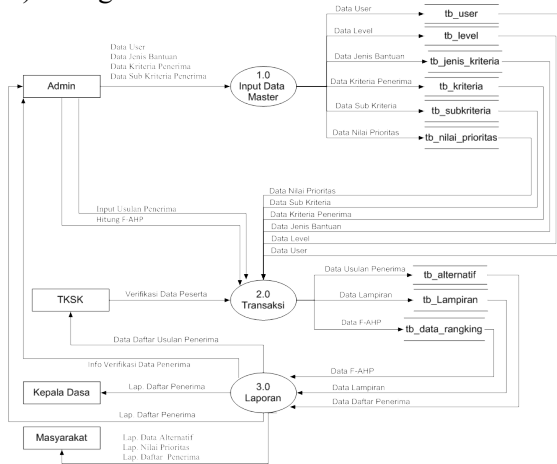 Data User
tb_user
Data Level
tb_level
Data User
Data Jenis Bantuan
Data Kriteria Penerima
Data Sub Kriteria Penerima
Data Jenis Bantuan
tb_jenis_kriteria
Admin
1.0
Input Data
Master
Data Kriteria Penerima
tb_kriteria
Data Sub Kriteria
tb_subkriteria
Data Nilai Prioritas
tb_nilai_prioritas
Data Nilai Prioritas
Data Sub Kriteria
Data Kriteria Penerima
Data Jenis Bantuan
Data Level
Data User
Input Usulan Penerima
Hitung F-AHP
TKSK
Verifikasi Data Peserta
2.0
Transaksi
Data Usulan Penerima
tb_alternatif
Data Lampiran
tb_Lampiran
Data F-AHP
tb_data_rangking
Data Daftar Usulan Penerima
Info Verifikasi Data Penerima
Data F-AHP
Data Lampiran
Data Daftar Penerima
Kepala Dasa
Lap. Daftar Penerima
3.0
Laporan
Lap. Daftar Penerima
Masyarakat
Lap. Data Alternatif
Lap. Nilai Prioritas
Lap. Daftar Penerima